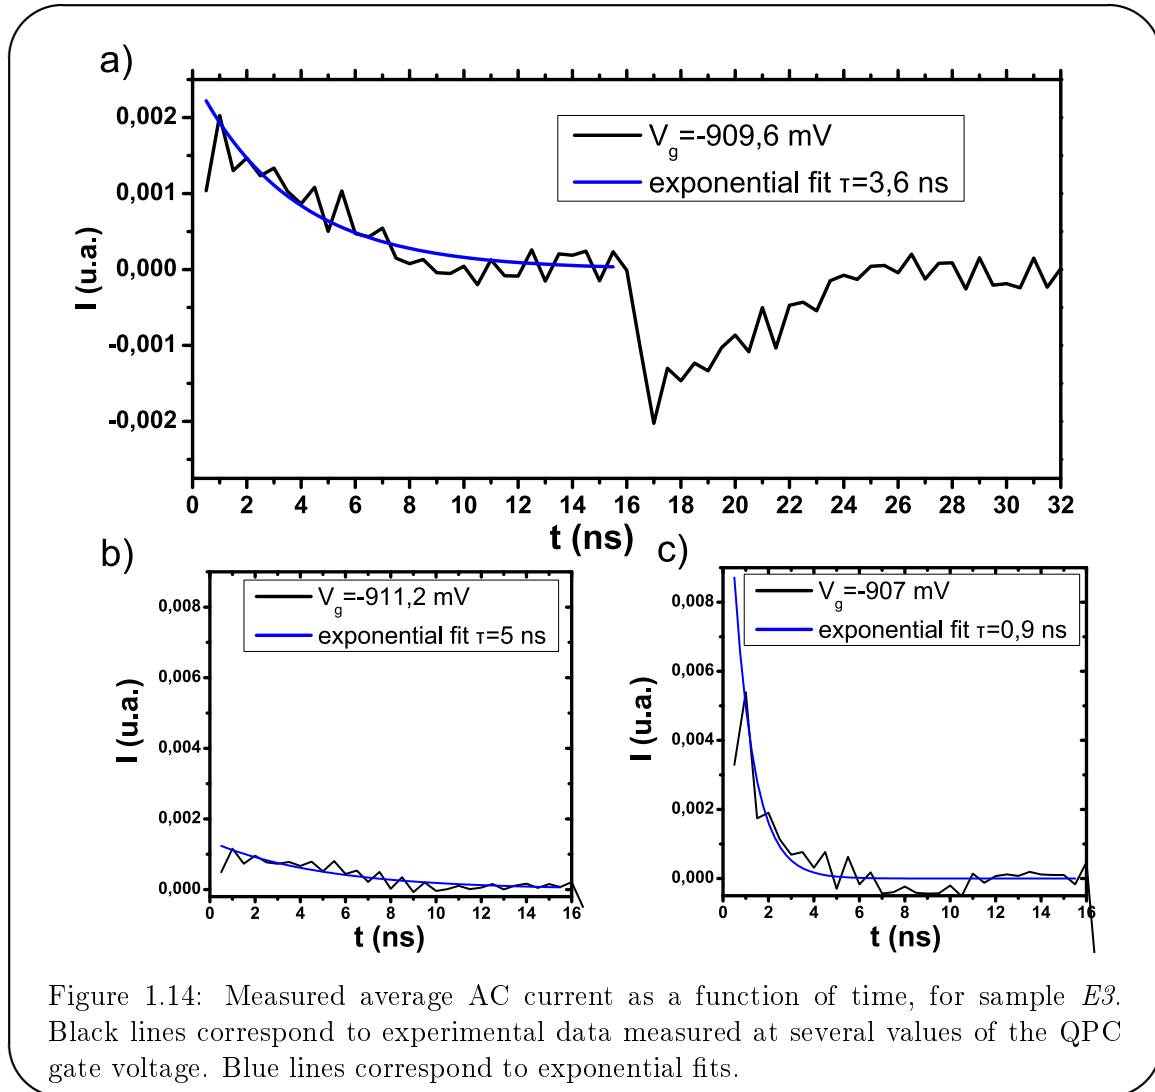 a)
0,002
0,001
0,000
-0,001
-0,002
I (u.a.)
V_g=-909,6 mV
exponential fit τ=3,6 ns
0 2 4 6 8 10 12 14 16 18 20 22 24 26 28 30 32
t (ns)
b)
0,008
0,006
0,004
0,002
0,000
I (u.a.)
V_g=-911,2 mV
exponential fit τ=5 ns
0 2 4 6 8 10 12 14 16
t (ns)
c)
0,008
0,006
0,004
0,002
0,000
I (u.a.)
V_g=-907 mV
exponential fit τ=0,9 ns
0 2 4 6 8 10 12 14 16
t (ns)
Figure 1.14: Measured average AC current as a function of time, for sample E3.
Black lines correspond to experimental data measured at several values of the QPC
gate voltage. Blue lines correspond to exponential fits.